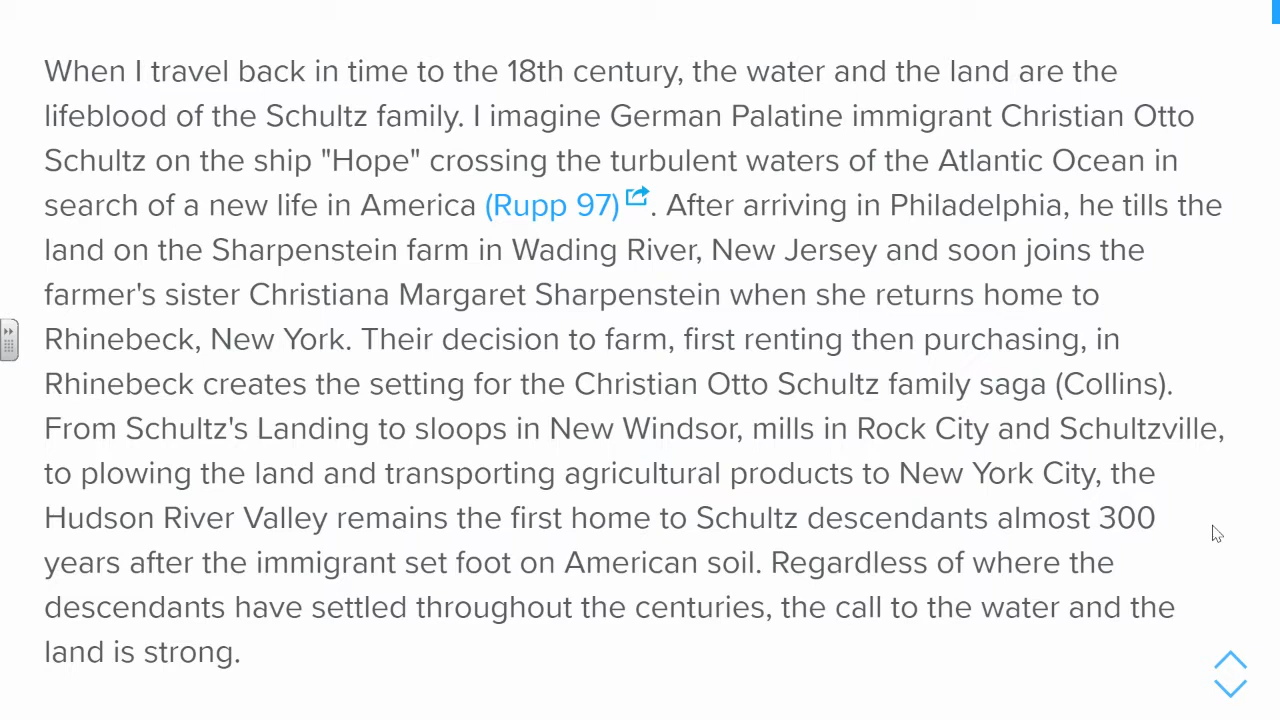 When I travel back in time to the 18th century, the water and the land are the
lifeblood of the Schultz family. I imagine German Palatine immigrant Christian Otto
Schultz on the ship "Hope" crossing the turbulent waters of the Atlantic Ocean in
search of a new life in America (Rupp 97). After arriving in Philadelphia, he tills the
land on the Sharpenstein farm in Wading River, New Jersey and soon joins the
farmer's sister Christiana Margaret Sharpenstein when she returns home to
Rhinebeck, New York. Their decision to farm, first renting then purchasing, in
Rhinebeck creates the setting for the Christian Otto Schultz family saga (Collins).
From Schultz's Landing to sloops in New Windsor, mills in Rock City and Schultzville,
to plowing the land and transporting agricultural products to New York City, the
Hudson River Valley remains the first home to Schultz descendants almost 300
years after the immigrant set foot on American soil. Regardless of where the
descendants have settled throughout the centuries, the call to the water and the
land is strong.